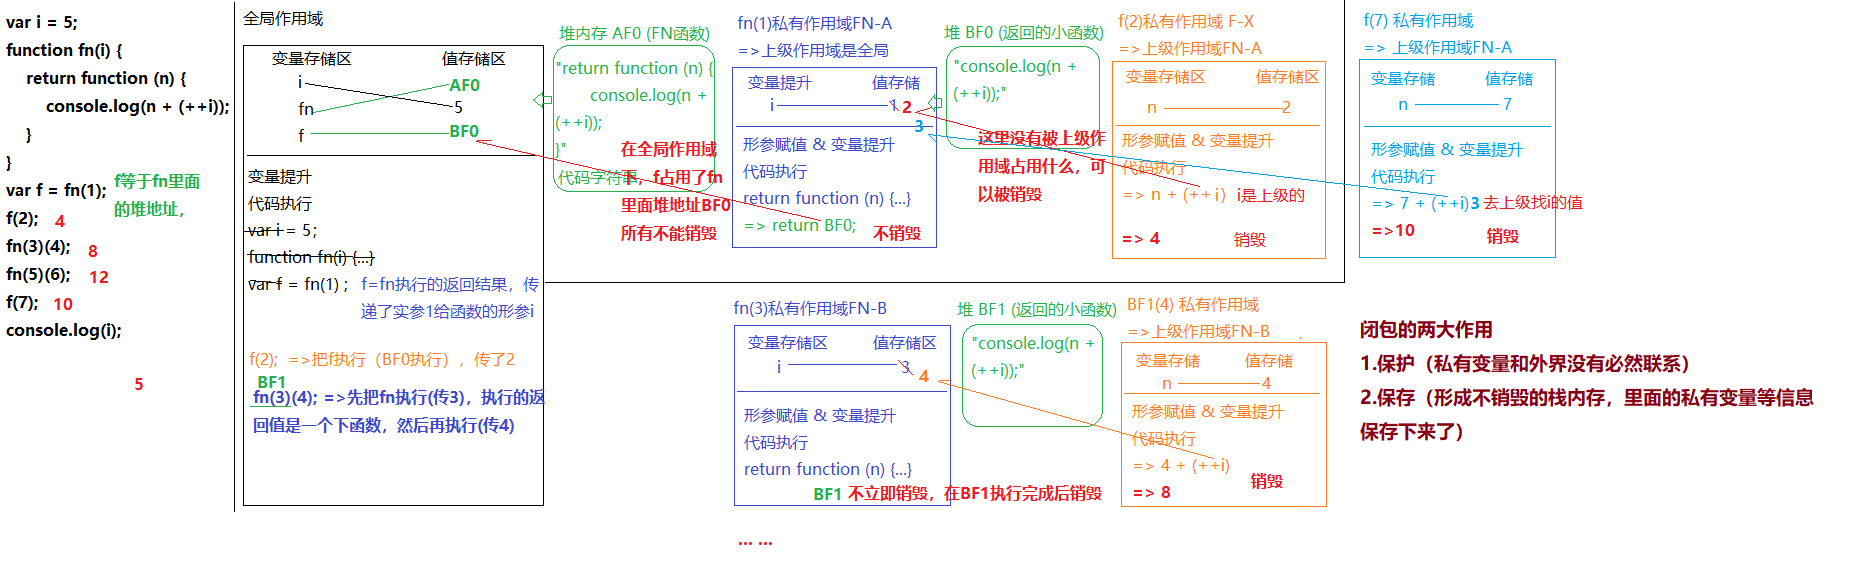 var i = 5;
function fn(i) {
return function (n) {
console.log(n + (++i));
}
}
var f = fn(1);
f(2);
4
fn(3)(4);
8
fn(5)(6);
12
f(7);
10
console.log(i);
5
f等于fn里面
的堆地址，
全局作用域
变量存储区 值存储区
i AF0
fn 5
f BF0
变量提升
代码执行
var i = 5;
function fn(i) {...}
var f = fn(1) ;
f=fn执行的返回结果，传
递了实参1给函数的形参i
f(2); =>把f执行（BF0执行），传了2
BF1
fn(3)(4); =>先把fn执行(传3)，执行的返
回值是一个下函数，然后再执行(传4)
堆内存 AF0 (FN函数)
"return function (n) {
console.log(n +
(++i));
}"
代码字符串
在全局作用域
下，f占用了fn
里面堆地址BF0
所有不能销毁
fn(1)私有作用域FN-A
=>上级作用域是全局
变量提升 值存储
i 1 2
3
形参赋值 & 变量提升
代码执行
return function (n) {...}
=> return BF0; 不销毁
堆 BF0 (返回的小函数)
"console.log(n +
(++i));"
这里没有被上级作
用域占用什么，可
以被销毁
f(2)私有作用域 F-X
=>上级作用域FN-A
变量存储区 值存储区
n 2
形参赋值 & 变量提升
代码执行
=> n + (++ i) i是上级的
=> 4 销毁
f(7) 私有作用域
=> 上级作用域FN-A
变量存储 值存储
n 7
形参赋值 & 变量提升
代码执行
=> 7 + (++i) 3 去上级找i的值
=>10 销毁
fn(3)私有作用域FN-B
变量存储区 值存储区
i 3 4
形参赋值 & 变量提升
代码执行
return function (n) {...}
BF1 不立即销毁，在BF1执行完成后销毁
堆 BF1 (返回的小函数)
"console.log(n +
(++i));"
BF1(4) 私有作用域
=>上级作用域FN-B
变量存储 值存储
n 4
形参赋值 & 变量提升
代码执行
=> 4 + (++i)
=> 8 销毁
闭包的两大作用
1.保护（私有变量和外界没有必然联系）
2.保存（形成不销毁的栈内存，里面的私有变量等信息
保存下来了）
... ...